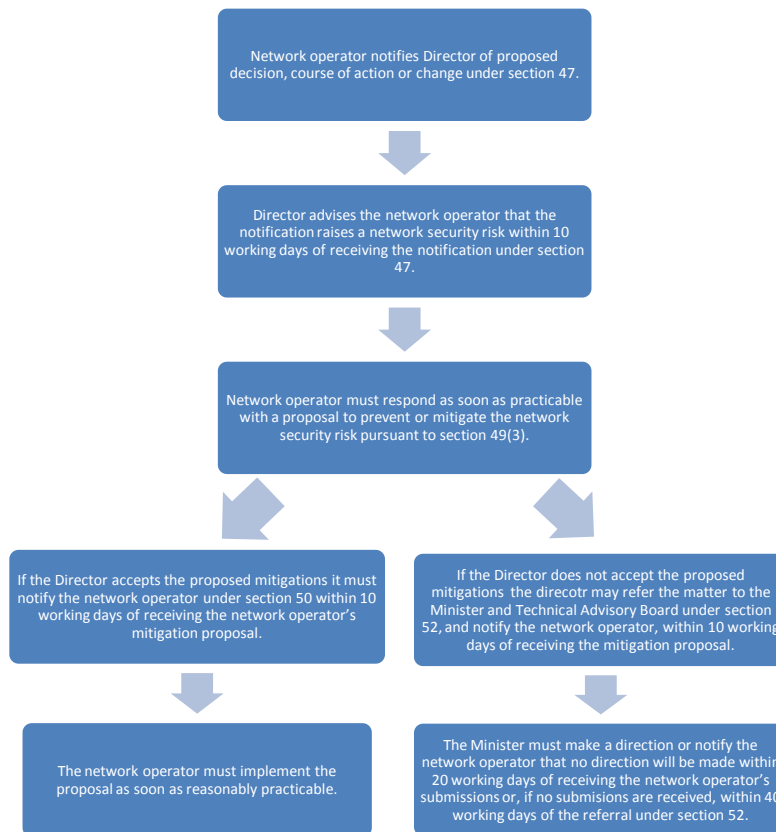 Network operator notifies Director of proposed
decision, course of action or change under section 47.
Director advises the network operator that the
notification raises a network security risk within 10
working days of receiving the notification under section
47.
Network operator must respond as soon as practicable
with a proposal to prevent or mitigate the network
security risk pursuant to section 49(3).
If the Director accepts the proposed mitigations it must
notify the network operator under section 50 within 10
working days of receiving the network operator's
mitigation proposal.
If the Director does not accept the proposed
mitigations the direcotr may refer the matter to the
Minister and Technical Advisory Board under section
52, and notify the network operator, within 10 working
days of receiving the mitigation proposal.
The network operator must implement the
proposal as soon as reasonably practicable.
The Minister must make a direction or notify the
network operator that no direction will be made within
20 working days of receiving the network operator's
submissions or, if no submisions are received, within 40
working days of the referral under section 52.